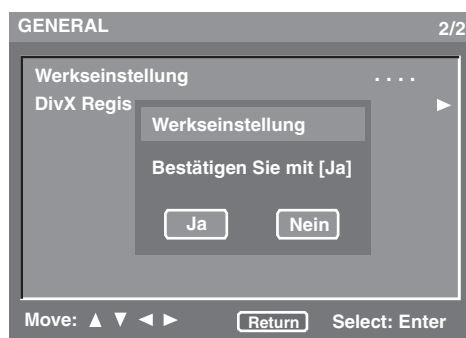 GENERAL 2/2
Werkseinstellung ....
DivX Regis
Werkseinstellung
Bestätigen Sie mit [Ja]
Ja Nein
Move: ▲ ▼ ◄ ► Return Select: Enter